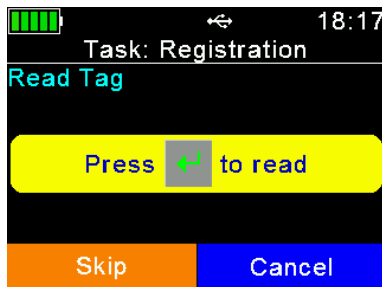 18:17
Task: Registration
Read Tag
Press ↵ to read
Skip
Cancel